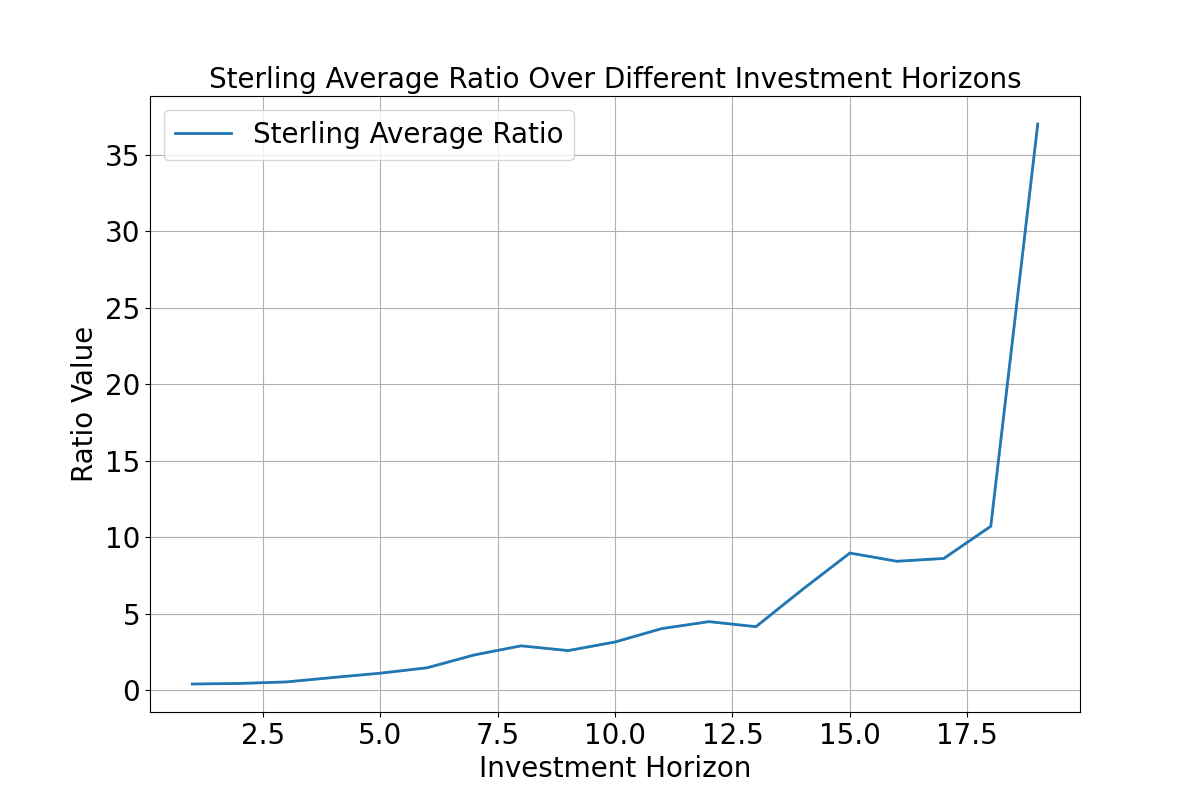 Sterling Average Ratio Over Different Investment Horizons
Sterling Average Ratio
Ratio Value
35
30
25
20
15
10
5
0
2.5 5.0 7.5 10.0 12.5 15.0 17.5
Investment Horizon